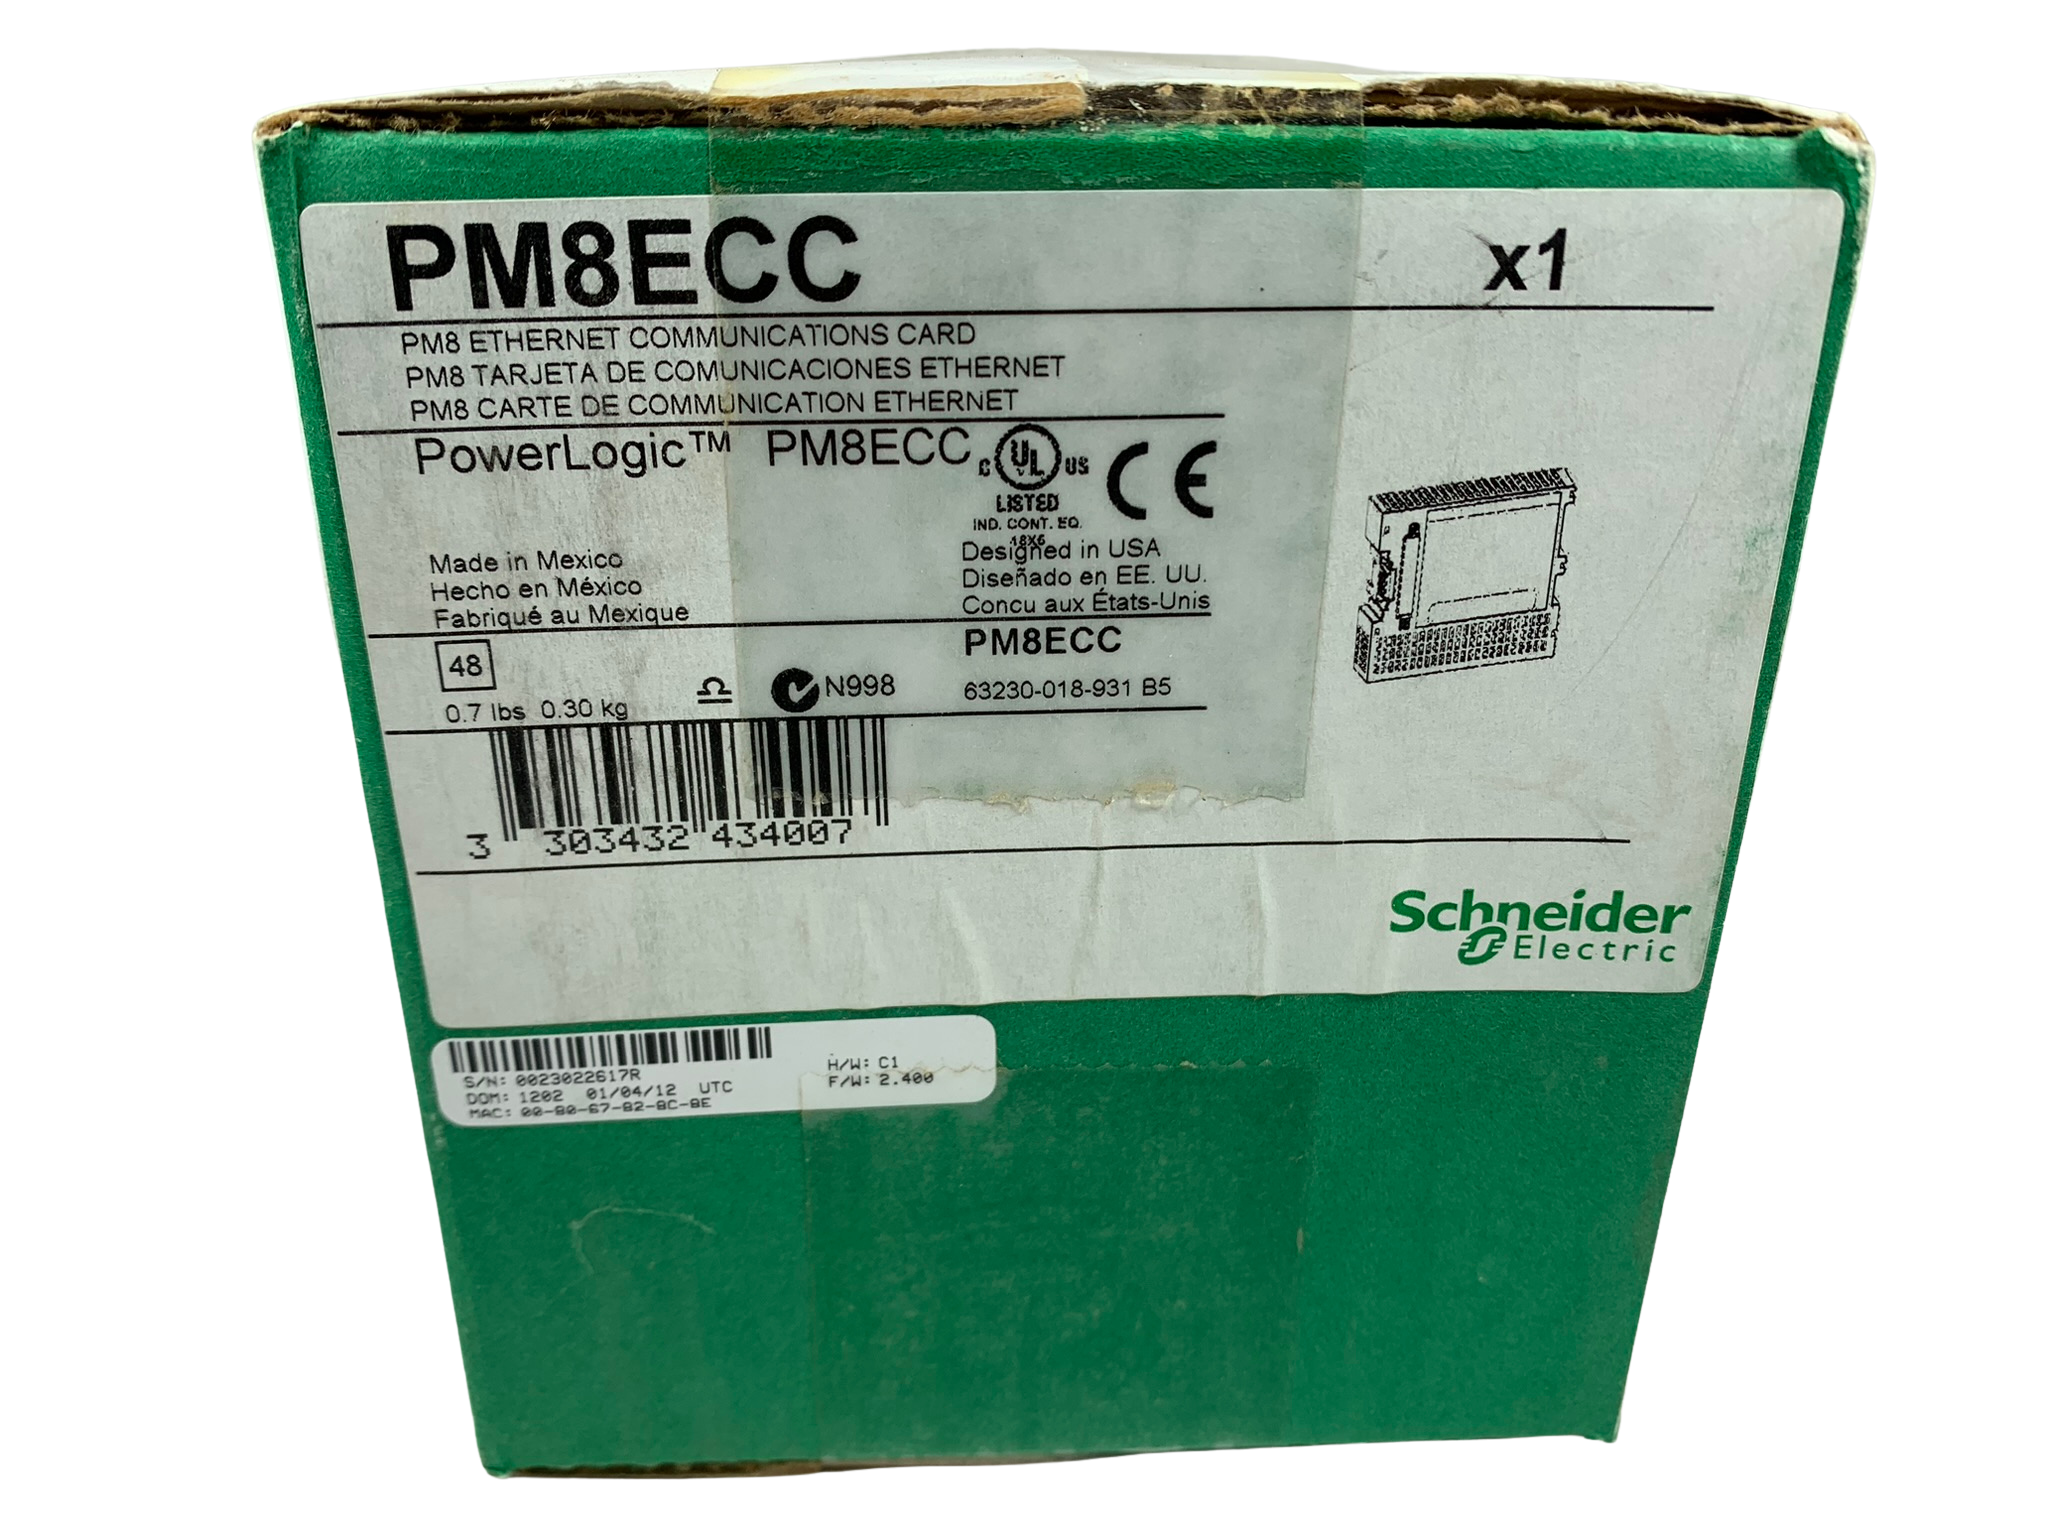 PM8ECC x1
PM8 ETHERNET COMMUNICATIONS CARD
PM8 TARJETA DE COMUNICACIONES ETHERNET
PM8 CARTE DE COMMUNICATION ETHERNET
PowerLogic™ PM8ECC
C UL US
LISTED
IND. CONT. EQ.
18X6
CE
Made in Mexico
Hecho en México
Fabriqué au Mexique
Designed in USA
Diseñado en EE. UU.
Concu aux États-Unis
48
0.7 lbs 0.30 kg
N998
PM8ECC
63230-018-931 B5
3 303432 434007
Schneider
Electric
S/N: 0023022617R
DOM: 1202 01/04/12 UTC
MAC: 00-80-67-82-8C-8E
H/W: C1
F/W: 2.400